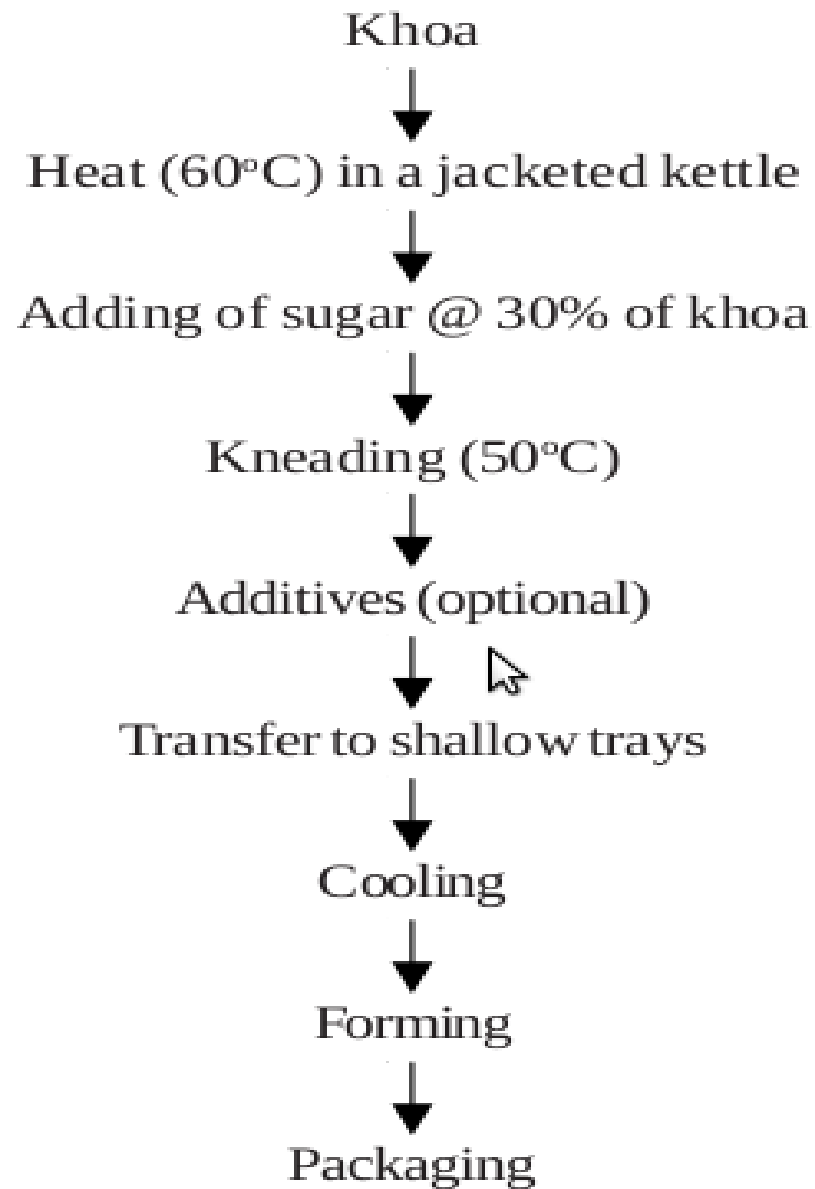 Khoa
Heat (60°C) in a jacketed kettle
Adding of sugar @ 30% of khoa
Kneading (50°C)
Additives (optional)
Transfer to shallow trays
Cooling
Forming
Packaging